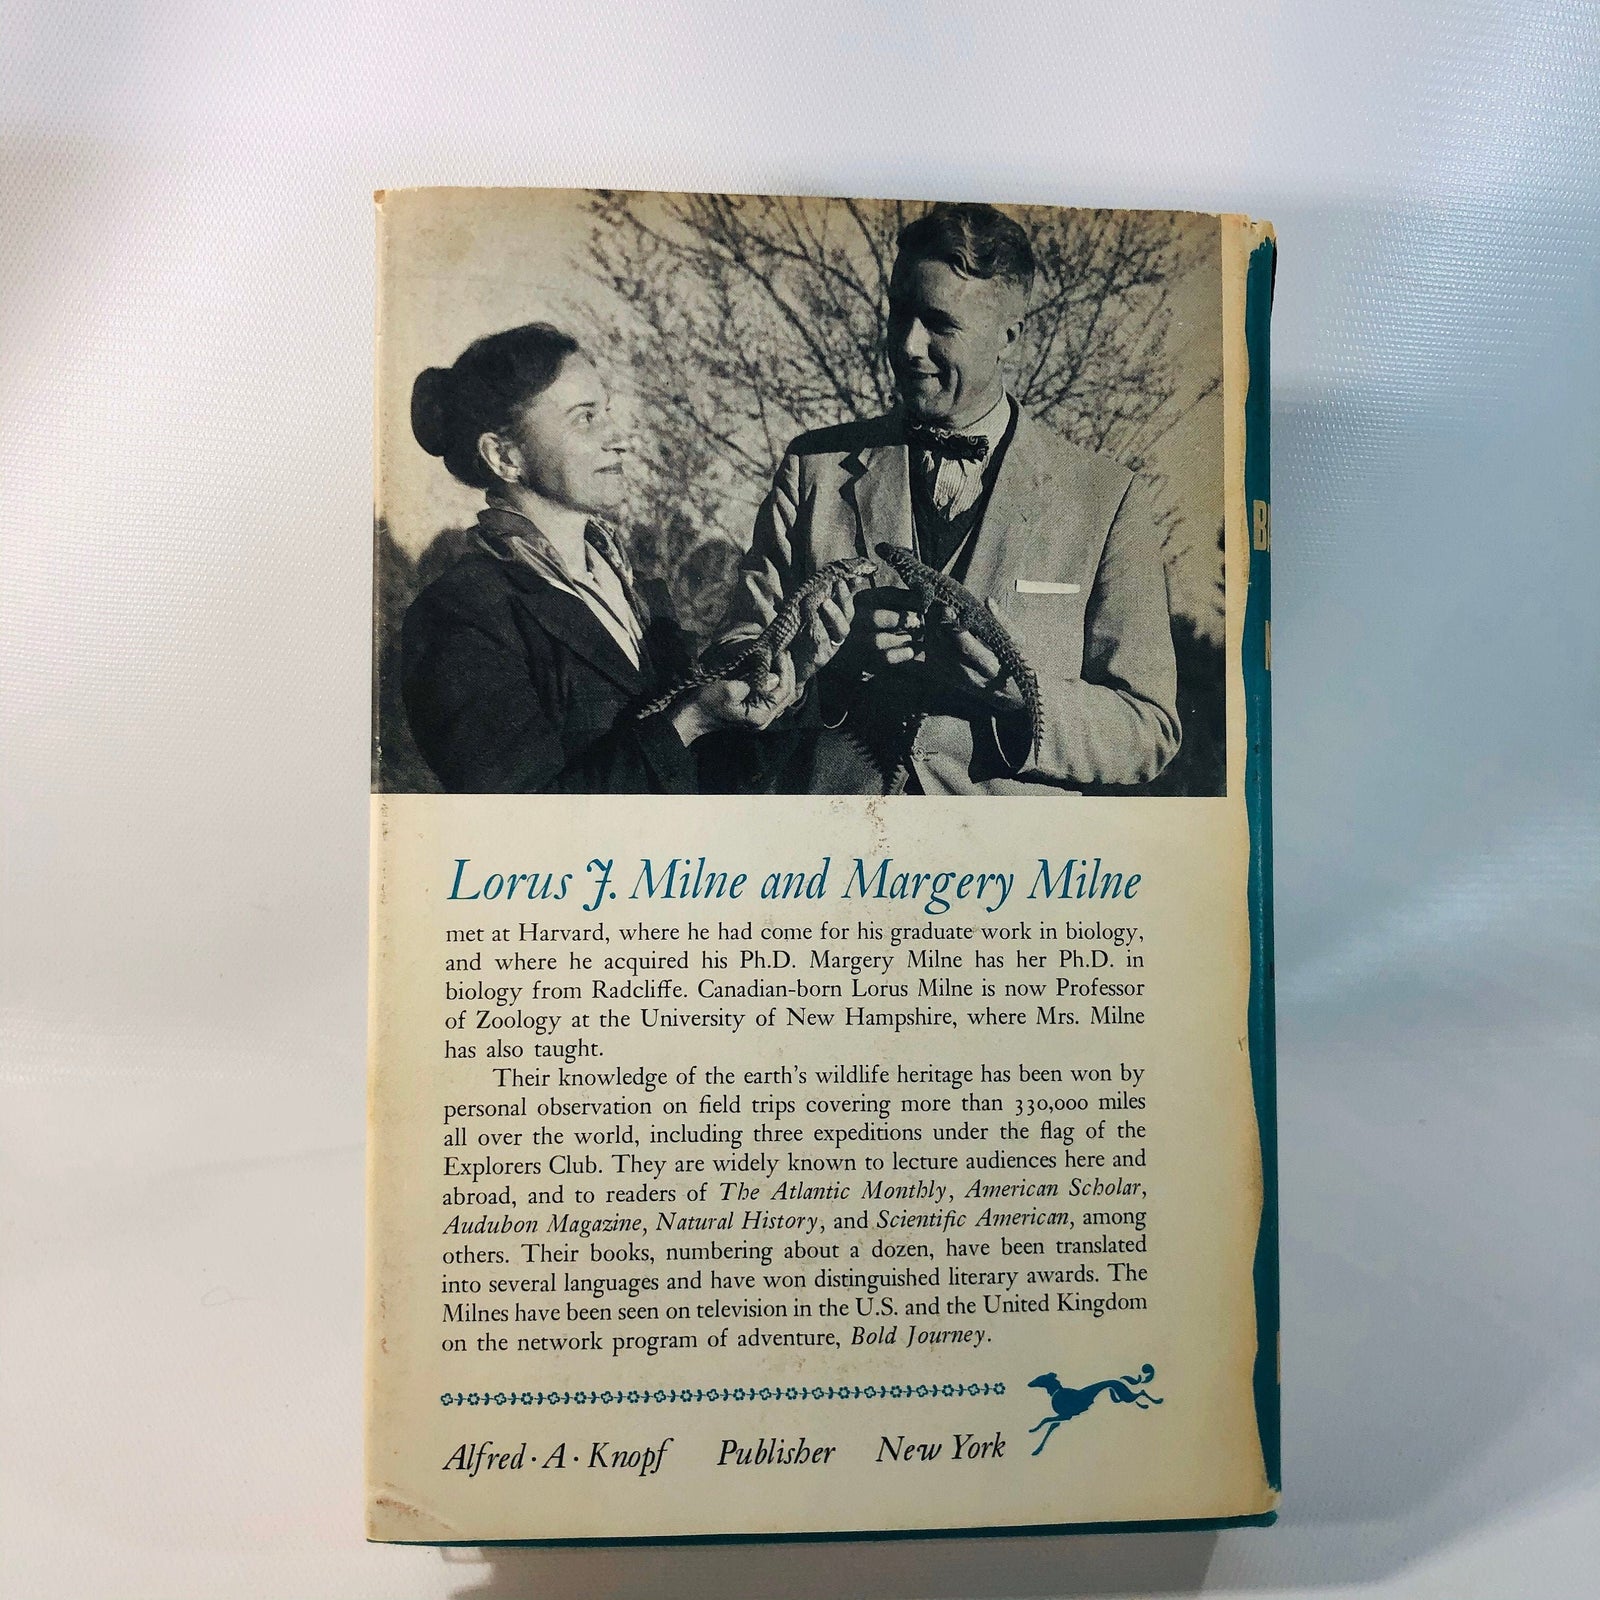 Lorus J. Milne and Margery Milne
met at Harvard, where he had come for his graduate work in biology,
and where he acquired his Ph.D. Margery Milne has her Ph.D. in
biology from Radcliffe. Canadian-born Lorus Milne is now Professor
of Zoology at the University of New Hampshire, where Mrs. Milne
has also taught.
Their knowledge of the earth's wildlife heritage has been won by
personal observation on field trips covering more than 330,000 miles
all over the world, including three expeditions under the flag of the
Explorers Club. They are widely known to lecture audiences here and
abroad, and to readers of The Atlantic Monthly, American Scholar,
Audubon Magazine, Natural History, and Scientific American, among
others. Their books, numbering about a dozen, have been translated
into several languages and have won distinguished literary awards. The
Milnes have been seen on television in the U.S. and the United Kingdom
on the network program of adventure, Bold Journey.
Alfred · A · Knopf Publisher New York